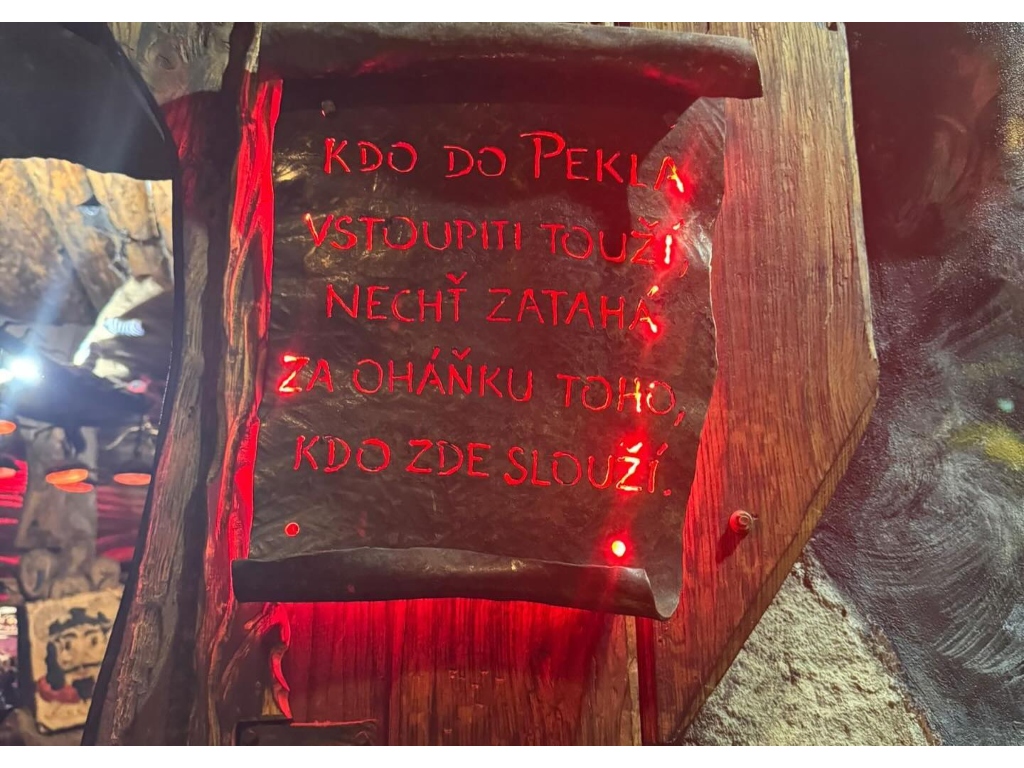 KDO DO PEKLA
VSTOUPITI TOUŽÍ,
NECHŤ ZATAHÁ
ZA OHÁŇKU TOHO,
KDO ZDE SLOUŽÍ.